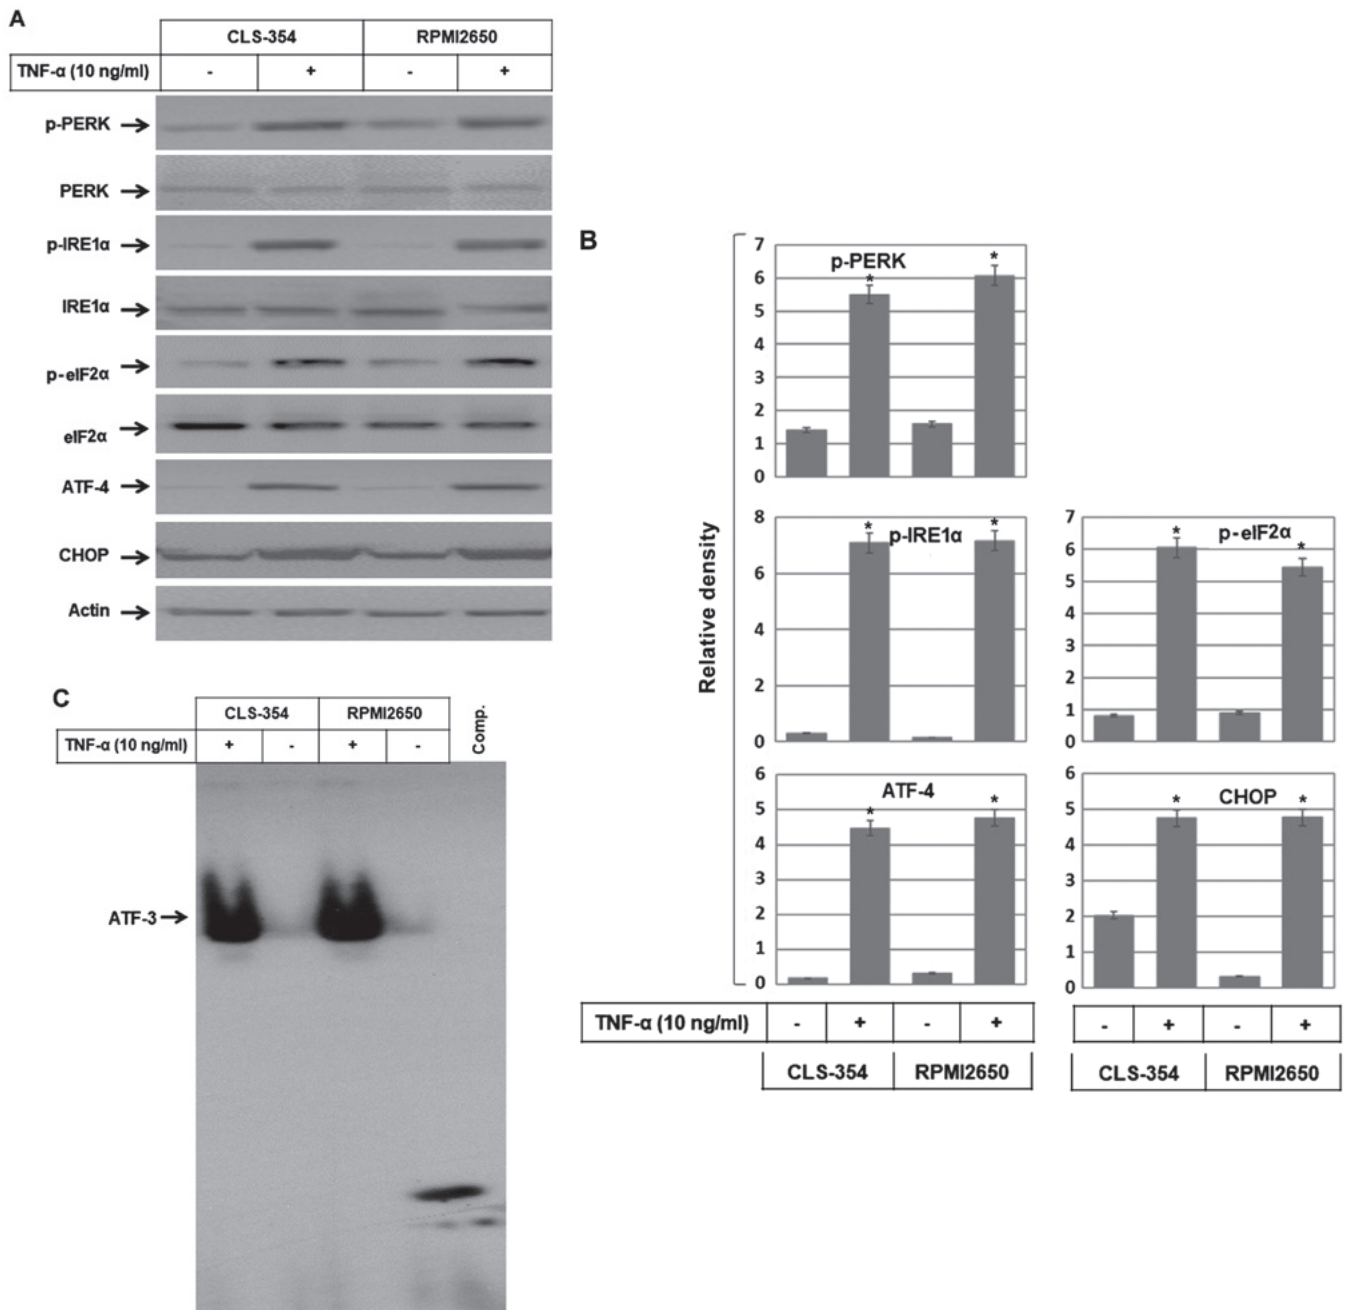 A
CLS-354 RPMI2650
TNF-α (10 ng/ml) - + - +
p-PERK
PERK
p-IRE1α
IRE1α
p-eIF2α
eIF2α
ATF-4
CHOP
Actin
B
Relative density
p-PERK
7
6
5
4
3
2
1
0
* *
p-IRE1α
8
6
4
2
0
* *
p-eIF2α
7
6
5
4
3
2
1
0
* *
ATF-4
6
5
4
3
2
1
0
* *
CHOP
6
5
4
3
2
1
0
* *
TNF-α (10 ng/ml) - + - + - + - +
CLS-354 RPMI2650 CLS-354 RPMI2650
C
CLS-354 RPMI2650 Comp.
TNF-α (10 ng/ml) + - + -
ATF-3